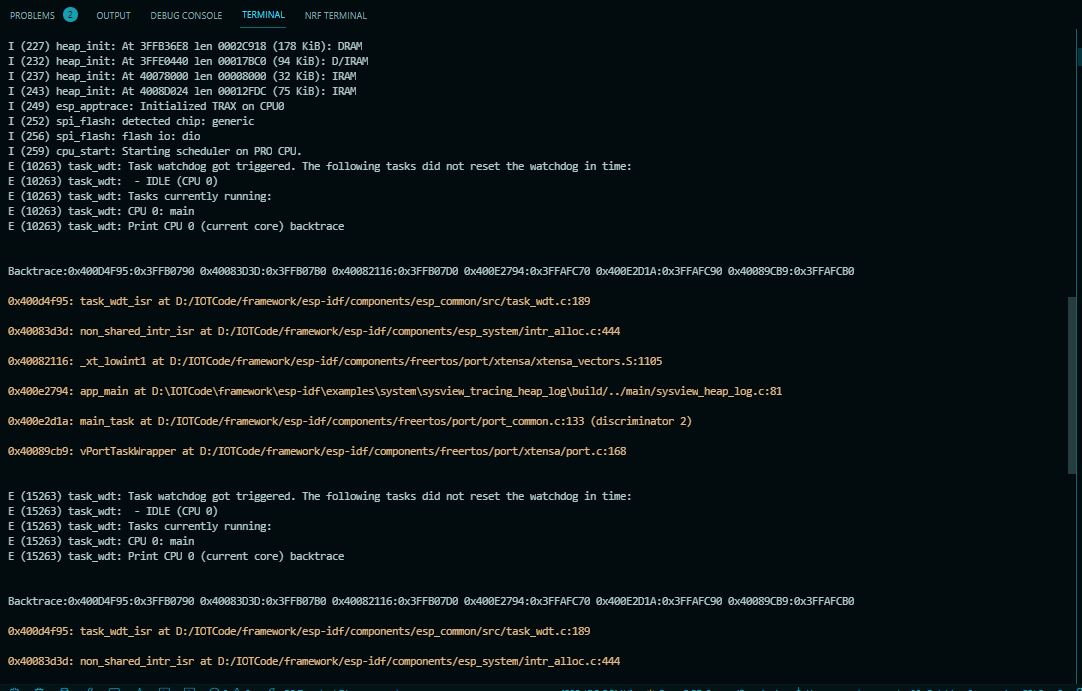 PROBLEMS 2 OUTPUT DEBUG CONSOLE TERMINAL NRF TERMINAL
I (227) heap_init: At 3FFB36E8 len 0002C918 (178 KiB): DRAM
I (232) heap_init: At 3FFE0440 len 00017BC0 (94 KiB): D/IRAM
I (237) heap_init: At 40078000 len 00008000 (32 KiB): IRAM
I (243) heap_init: At 4008D024 len 00012FDC (75 KiB): IRAM
I (249) esp_apptrace: Initialized TRAX on CPU0
I (252) spi_flash: detected chip: generic
I (256) spi_flash: flash io: dio
I (259) cpu_start: Starting scheduler on PRO CPU.
E (10263) task_wdt: Task watchdog got triggered. The following tasks did not reset the watchdog in time:
E (10263) task_wdt:  - IDLE (CPU 0)
E (10263) task_wdt: Tasks currently running:
E (10263) task_wdt: CPU 0: main
E (10263) task_wdt: Print CPU 0 (current core) backtrace
Backtrace:0x400D4F95:0x3FFB0790 0x40083D3D:0x3FFB07B0 0x40082116:0x3FFB07D0 0x400E2794:0x3FFAFC70 0x400E2D1A:0x3FFAFC90 0x40089CB9:0x3FFAFCB0
0x400d4f95: task_wdt_isr at D:/IOTCode/framework/esp-idf/components/esp_common/src/task_wdt.c:189
0x40083d3d: non_shared_intr_isr at D:/IOTCode/framework/esp-idf/components/esp_system/intr_alloc.c:444
0x40082116: _xt_lowint1 at D:/IOTCode/framework/esp-idf/components/freertos/port/xtensa/xtensa_vectors.S:1105
0x400e2794: app_main at D:\IOTCode\framework\esp-idf\examples\system\sysview_tracing_heap_log\build/../main/sysview_heap_log.c:81
0x400e2d1a: main_task at D:/IOTCode/framework/esp-idf/components/freertos/port/port_common.c:133 (discriminator 2)
0x40089cb9: vPortTaskWrapper at D:/IOTCode/framework/esp-idf/components/freertos/port/xtensa/port.c:168
E (15263) task_wdt: Task watchdog got triggered. The following tasks did not reset the watchdog in time:
E (15263) task_wdt:  - IDLE (CPU 0)
E (15263) task_wdt: Tasks currently running:
E (15263) task_wdt: CPU 0: main
E (15263) task_wdt: Print CPU 0 (current core) backtrace
Backtrace:0x400D4F95:0x3FFB0790 0x40083D3D:0x3FFB07B0 0x40082116:0x3FFB07D0 0x400E2794:0x3FFAFC70 0x400E2D1A:0x3FFAFC90 0x40089CB9:0x3FFAFCB0
0x400d4f95: task_wdt_isr at D:/IOTCode/framework/esp-idf/components/esp_common/src/task_wdt.c:189
0x40083d3d: non_shared_intr_isr at D:/IOTCode/framework/esp-idf/components/esp_system/intr_alloc.c:444